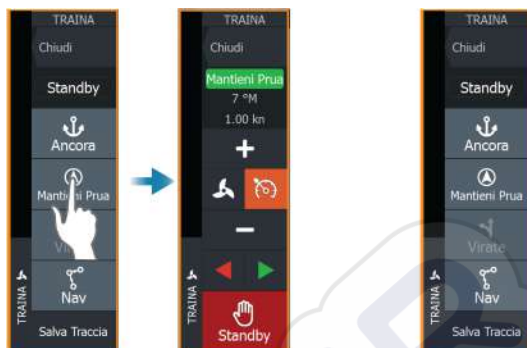 TRAINA
Chiudi
Standby
Ancora
Mantieni Prua
Nav
Salva Traccia
TRAINA
TRAINA
Chiudi
Mantieni Prua
7 °M
1.00 kn
Standby
TRAINA
TRAINA
Chiudi
Standby
Ancora
Mantieni Prua
Virate
Nav
Salva Traccia
TRAINA